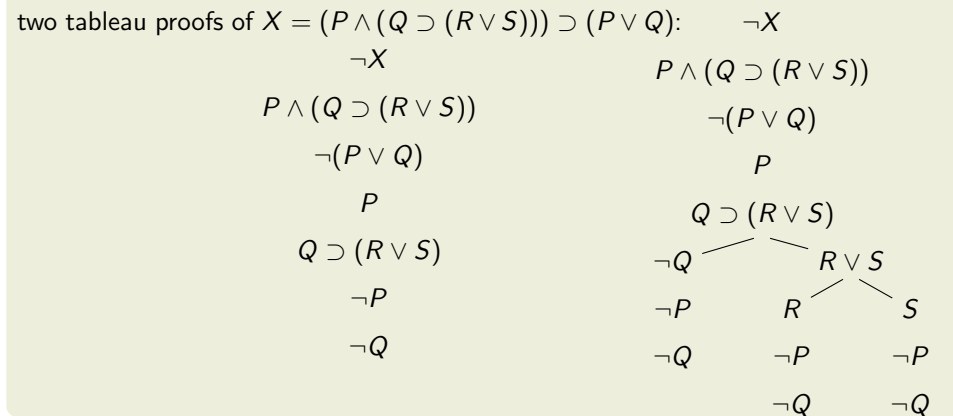 two tableau proofs of X = (P ∧ (Q ⊃ (R ∨ S))) ⊃ (P ∨ Q):
¬X
P ∧ (Q ⊃ (R ∨ S))
¬(P ∨ Q)
P
Q ⊃ (R ∨ S)
¬P
¬Q
¬X
P ∧ (Q ⊃ (R ∨ S))
¬(P ∨ Q)
P
Q ⊃ (R ∨ S)
¬Q R ∨ S
¬P R S
¬Q ¬P ¬P
¬Q ¬Q